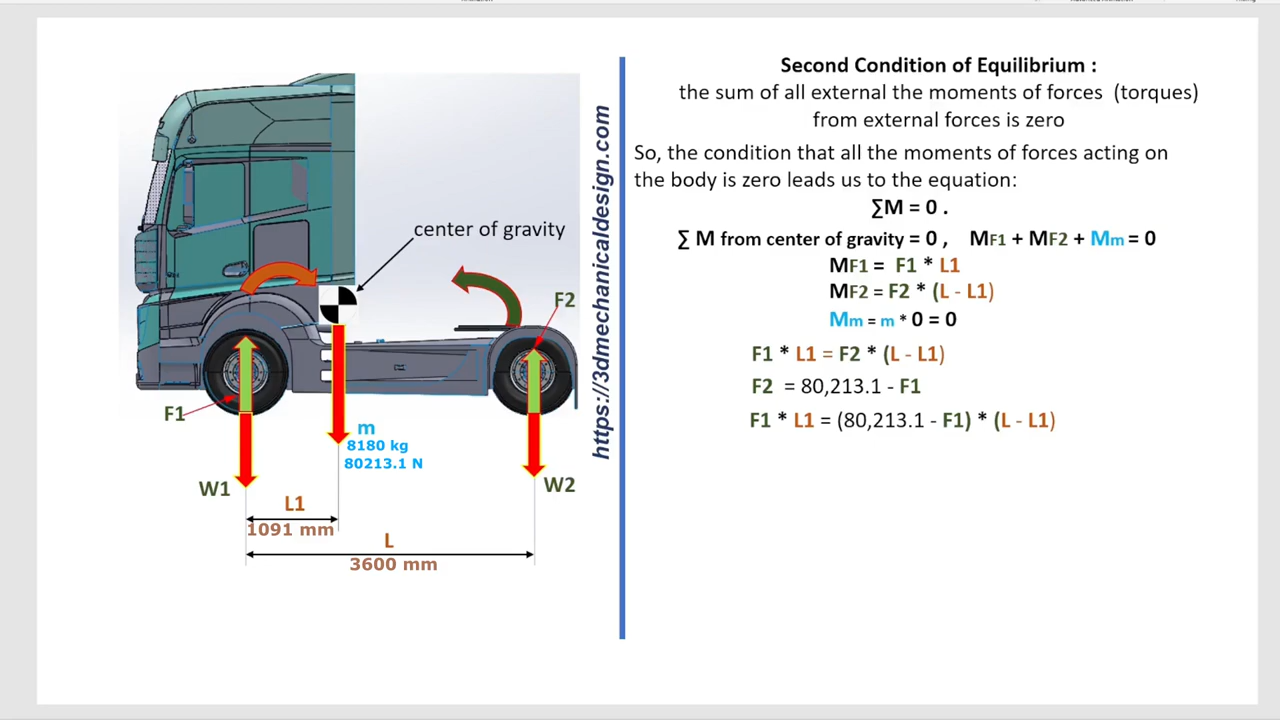 Second Condition of Equilibrium :
the sum of all external the moments of forces (torques)
from external forces is zero
So, the condition that all the moments of forces acting on
the body is zero leads us to the equation:
∑M = 0 .
∑ M from center of gravity = 0 , MF1 + MF2 + Mm = 0
MF1 = F1 * L1
MF2 = F2 * (L - L1)
Mm = m * 0 = 0
F1 * L1 = F2 * (L - L1)
F2 = 80,213.1 - F1
F1 * L1 = (80,213.1 - F1) * (L - L1)
https://3dmechanicaldesign.com
center of gravity
F2
F1
m
8180 kg
80213.1 N
W1
W2
L1
1091 mm
L
3600 mm